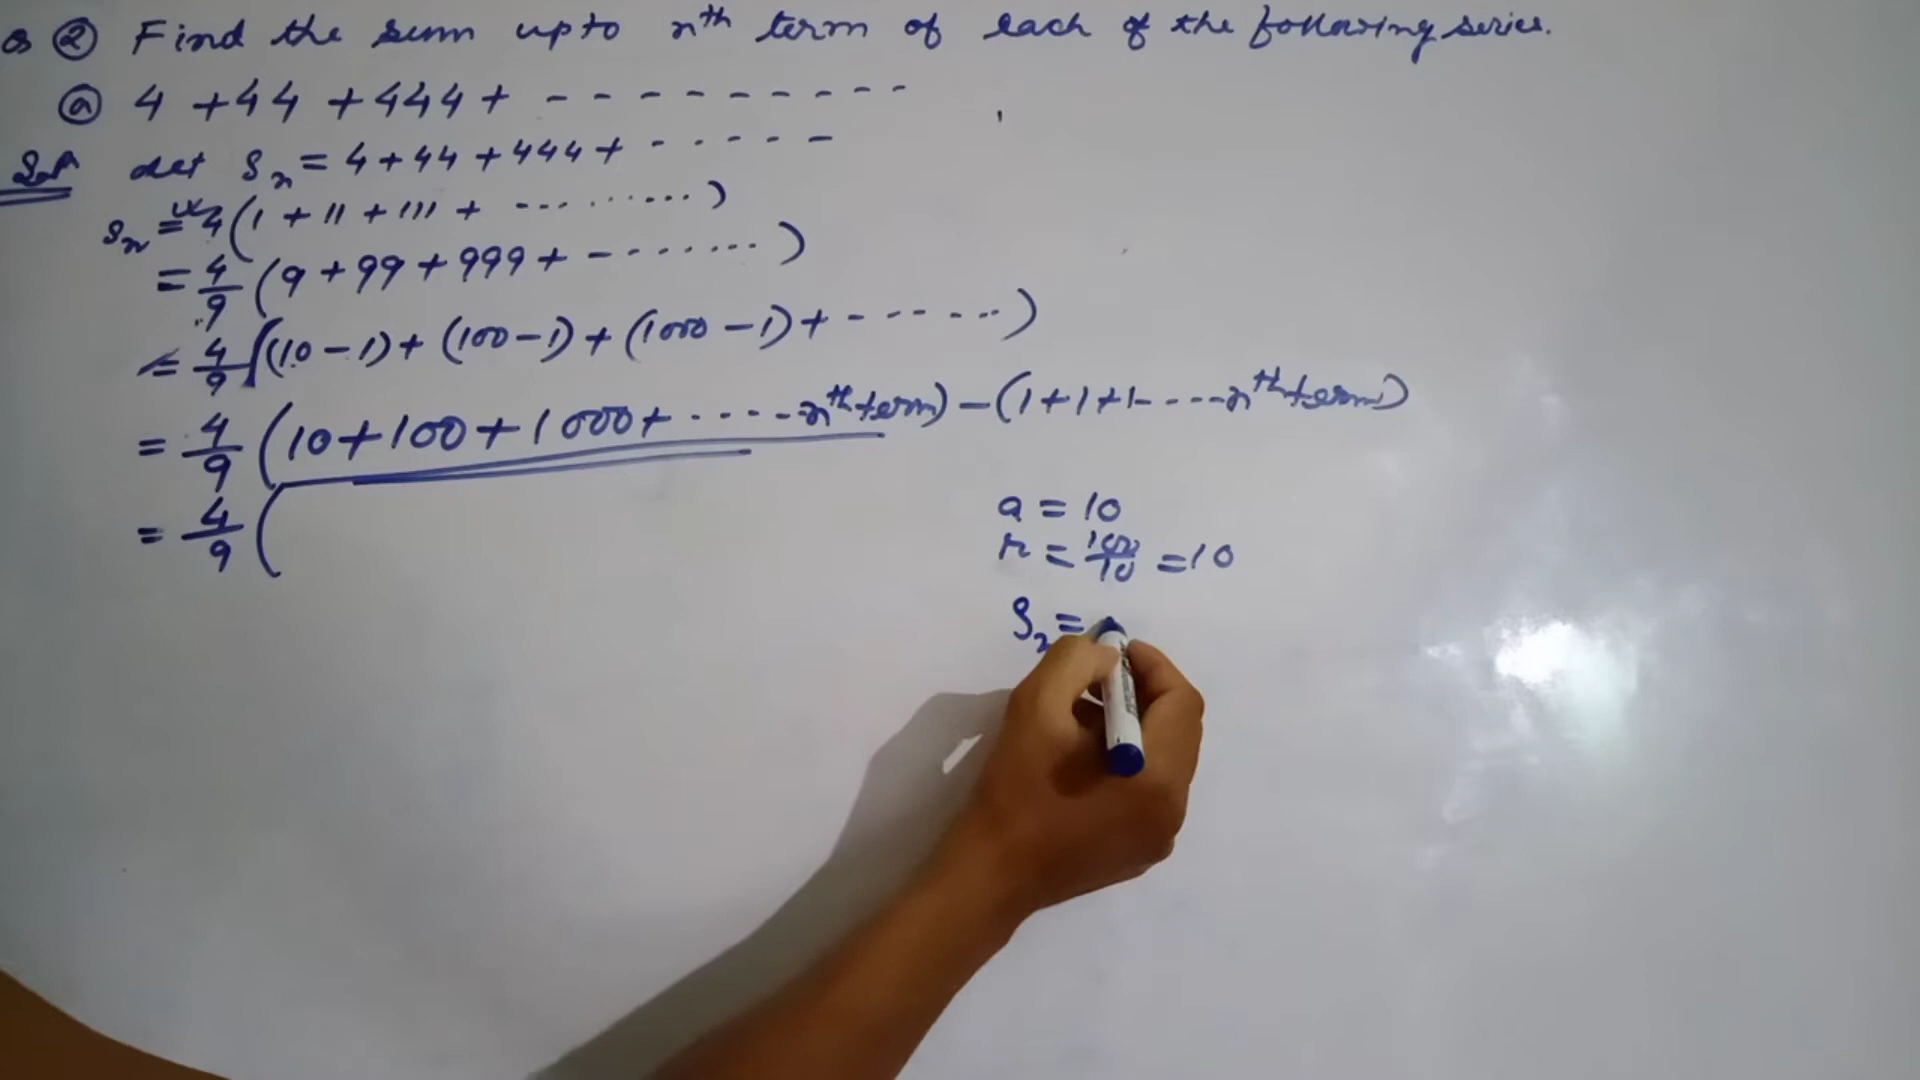 Q ② Find the sum upto nᵗʰ term of each of the following series.
ⓐ 4 + 44 + 444 + - - - - - - - - -
Solⁿ Let Sₙ = 4 + 44 + 444 + - - - - - -
Sₙ = 4 (1 + 11 + 111 + - - - ........)
= 4/9 (9 + 99 + 999 + - - ........)
= 4/9 ((10 - 1) + (100 - 1) + (1000 - 1) + - - - ......)
= 4/9 (10 + 100 + 1000 + ..... nᵗʰ term) - (1 + 1 + 1 - .... nᵗʰ term)
= 4/9 (
a = 10
r = 100/10 = 10
Sₙ =